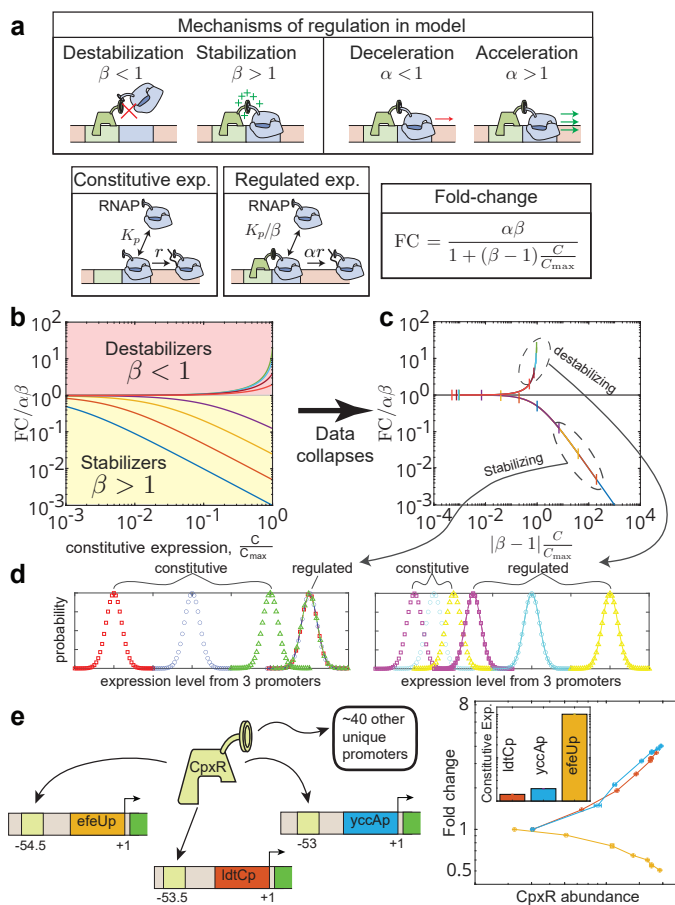 a
Mechanisms of regulation in model
Destabilization
Stabilization
Deceleration
Acceleration
β < 1
β > 1
α < 1
α > 1
Constitutive exp.
RNAP
K_p
r
Regulated exp.
RNAP
K_p/β
αr
Fold-change
FC = αβ / (1 + (β − 1) C/C_max)
b
FC/αβ
10^2
10^1
10^0
10^-1
10^-2
10^-3
Destabilizers
β < 1
Stabilizers
β > 1
10^-3
10^-2
10^-1
10^0
constitutive expression, C/C_max
Data
collapses
c
FC/αβ
10^2
10^1
10^0
10^-1
10^-2
10^-3
destabilizing
Stabilizing
10^-4
10^-2
10^0
10^2
|β − 1| C/C_max
d
probability
constitutive
regulated
expression level from 3 promoters
constitutive
regulated
expression level from 3 promoters
e
CpxR
~40 other
unique
promoters
efeUp
-54.5
+1
yccAp
-53
+1
ldtCp
-53.5
+1
Fold change
8
1
0.5
Constitutive Exp.
ldtCp
yccAp
efeUp
CpxR abundance